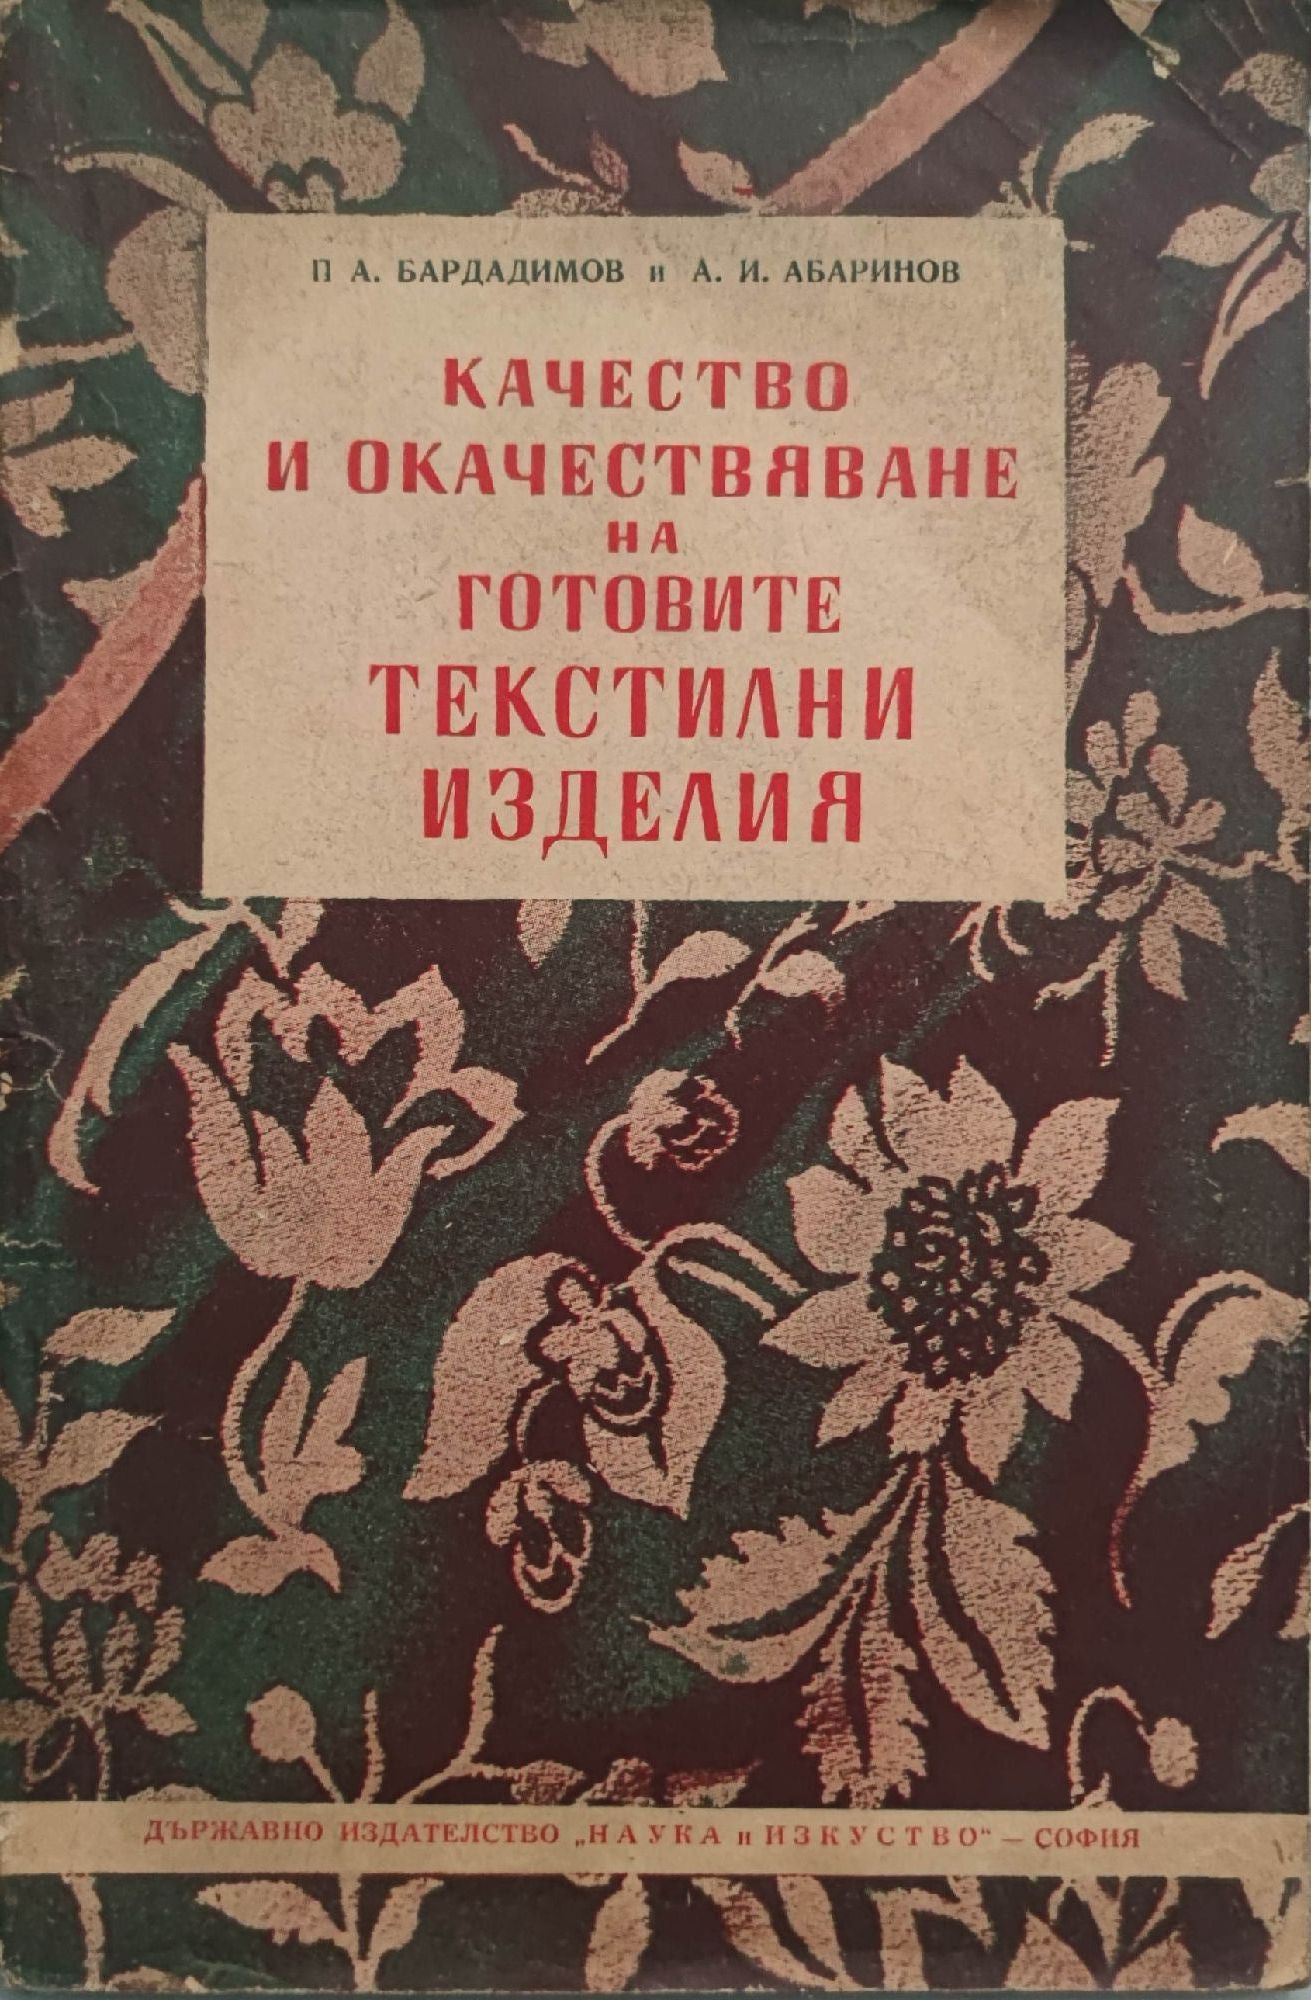 П А. БАРДАДИМОВ и А. И. АБАРИНОВ
КАЧЕСТВО
И ОКАЧЕСТВЯВАНЕ
НА
ГОТОВИТЕ
ТЕКСТИЛНИ
ИЗДЕЛИЯ
ДЪРЖАВНО ИЗДАТЕЛСТВО „НАУКА и ИЗКУСТВО“ — СОФИЯ